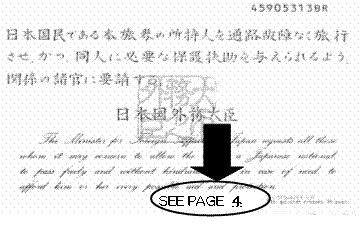 459053138R
日本国民である本旅券の所持人を通路故障なく旅行
させ、かつ、同人に必要な保護扶助を与えられるよう、
関係の諸官に要請する。
日本国外務大臣
The Minister for Foreign Japan requests all those
whom it may concern to allow the Japanese national,
to pass freely and without hindrance in case of need, to
afford him or her every possible aid and protection.
SEE PAGE 4.